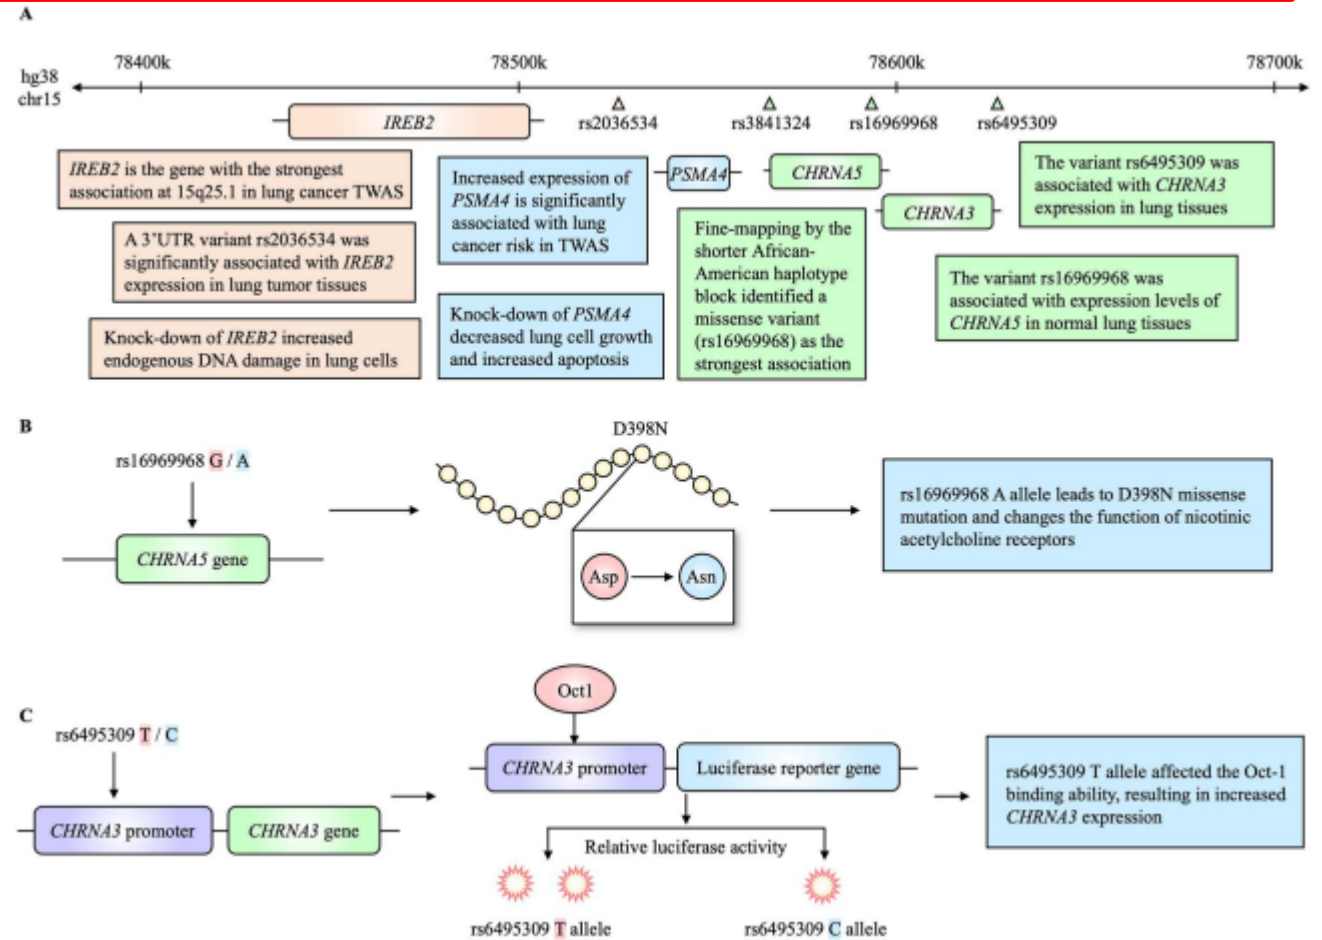 A
78400k
78500k
78600k
78700k
hg38
chr15
IREB2
rs2036534
rs3841324
rs16969968
rs6495309
IREB2 is the gene with the strongest
association at 15q25.1 in lung cancer TWAS
A 3’UTR variant rs2036534 was
significantly associated with IREB2
expression in lung tumor tissues
Knock-down of IREB2 increased
endogenous DNA damage in lung cells
Increased expression of
PSMA4 is significantly
associated with lung
cancer risk in TWAS
Knock-down of PSMA4
decreased lung cell growth
and increased apoptosis
PSMA4
CHRNA5
CHRNA3
Fine-mapping by the
shorter African-
American haplotype
block identified a
missense variant
(rs16969968) as the
strongest association
The variant rs6495309 was
associated with CHRNA3
expression in lung tissues
The variant rs16969968 was
associated with expression levels of
CHRNA5 in normal lung tissues
B
rs16969968 G / A
CHRNA5 gene
D398N
Asp
Asn
rs16969968 A allele leads to D398N missense
mutation and changes the function of nicotinic
acetylcholine receptors
C
rs6495309 T / C
CHRNA3 promoter
CHRNA3 gene
Oct1
CHRNA3 promoter
Luciferase reporter gene
Relative luciferase activity
rs6495309 T allele
rs6495309 C allele
rs6495309 T allele affected the Oct-1
binding ability, resulting in increased
CHRNA3 expression